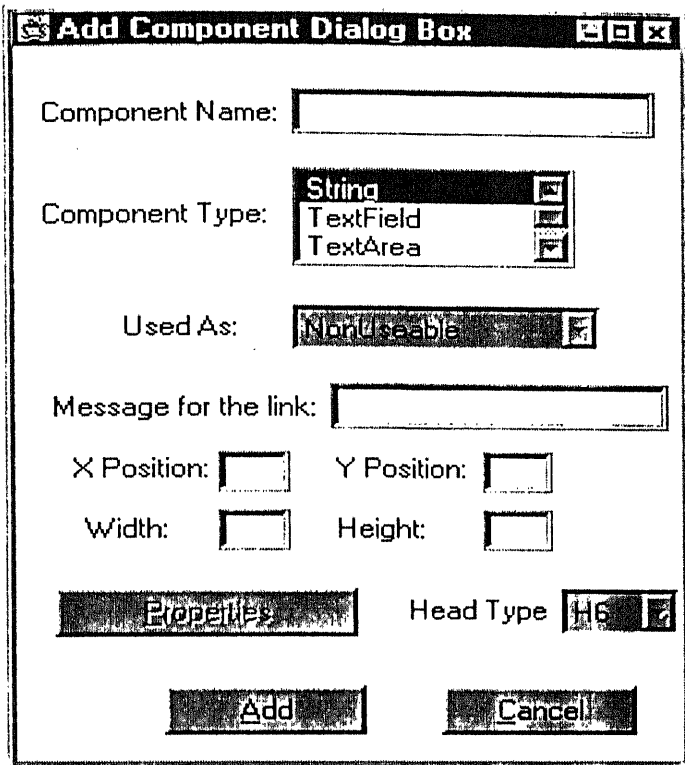 Add Component Dialog Box
Component Name:
Component Type:
String
TextField
TextArea
Used As:
NonUseable
Message for the link:
X Position:
Y Position:
Width:
Height:
Properties
Head Type
H6
Add
Cancel